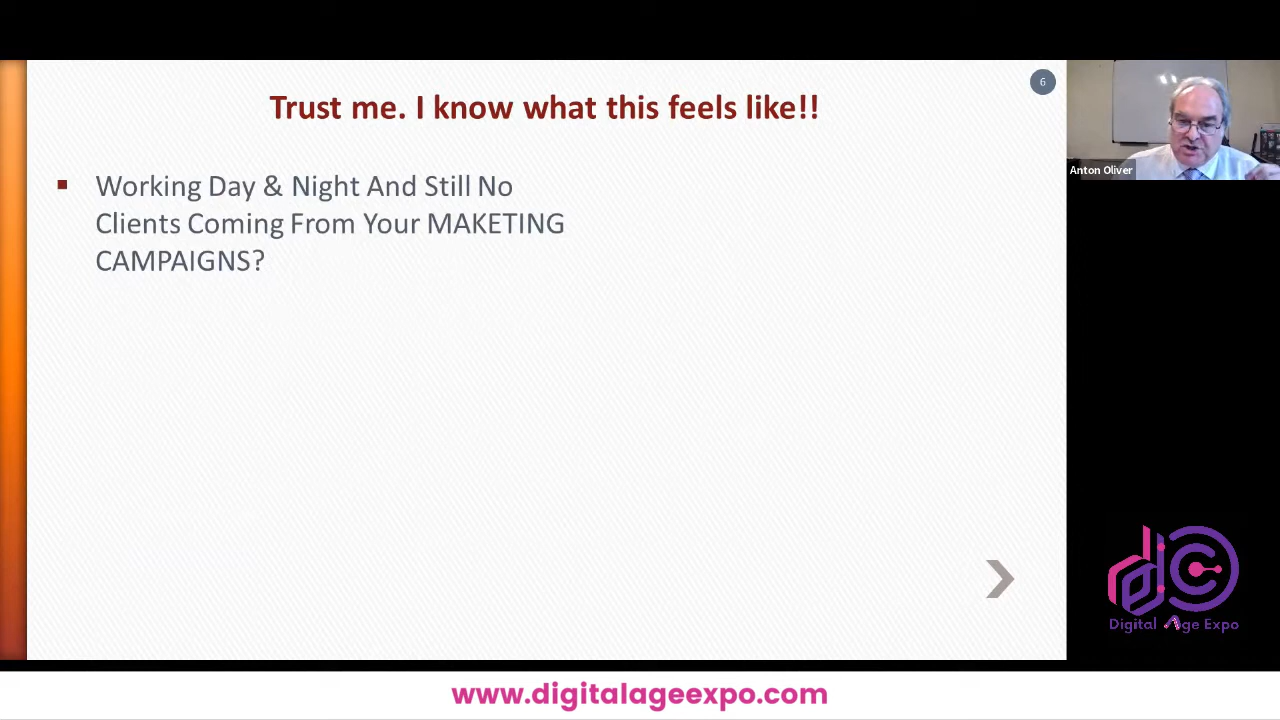 Trust me. I know what this feels like!!
6
Working Day & Night And Still No
Clients Coming From Your MAKETING
CAMPAIGNS?
Anton Oliver
Digital Age Expo
www.digitalageexpo.com